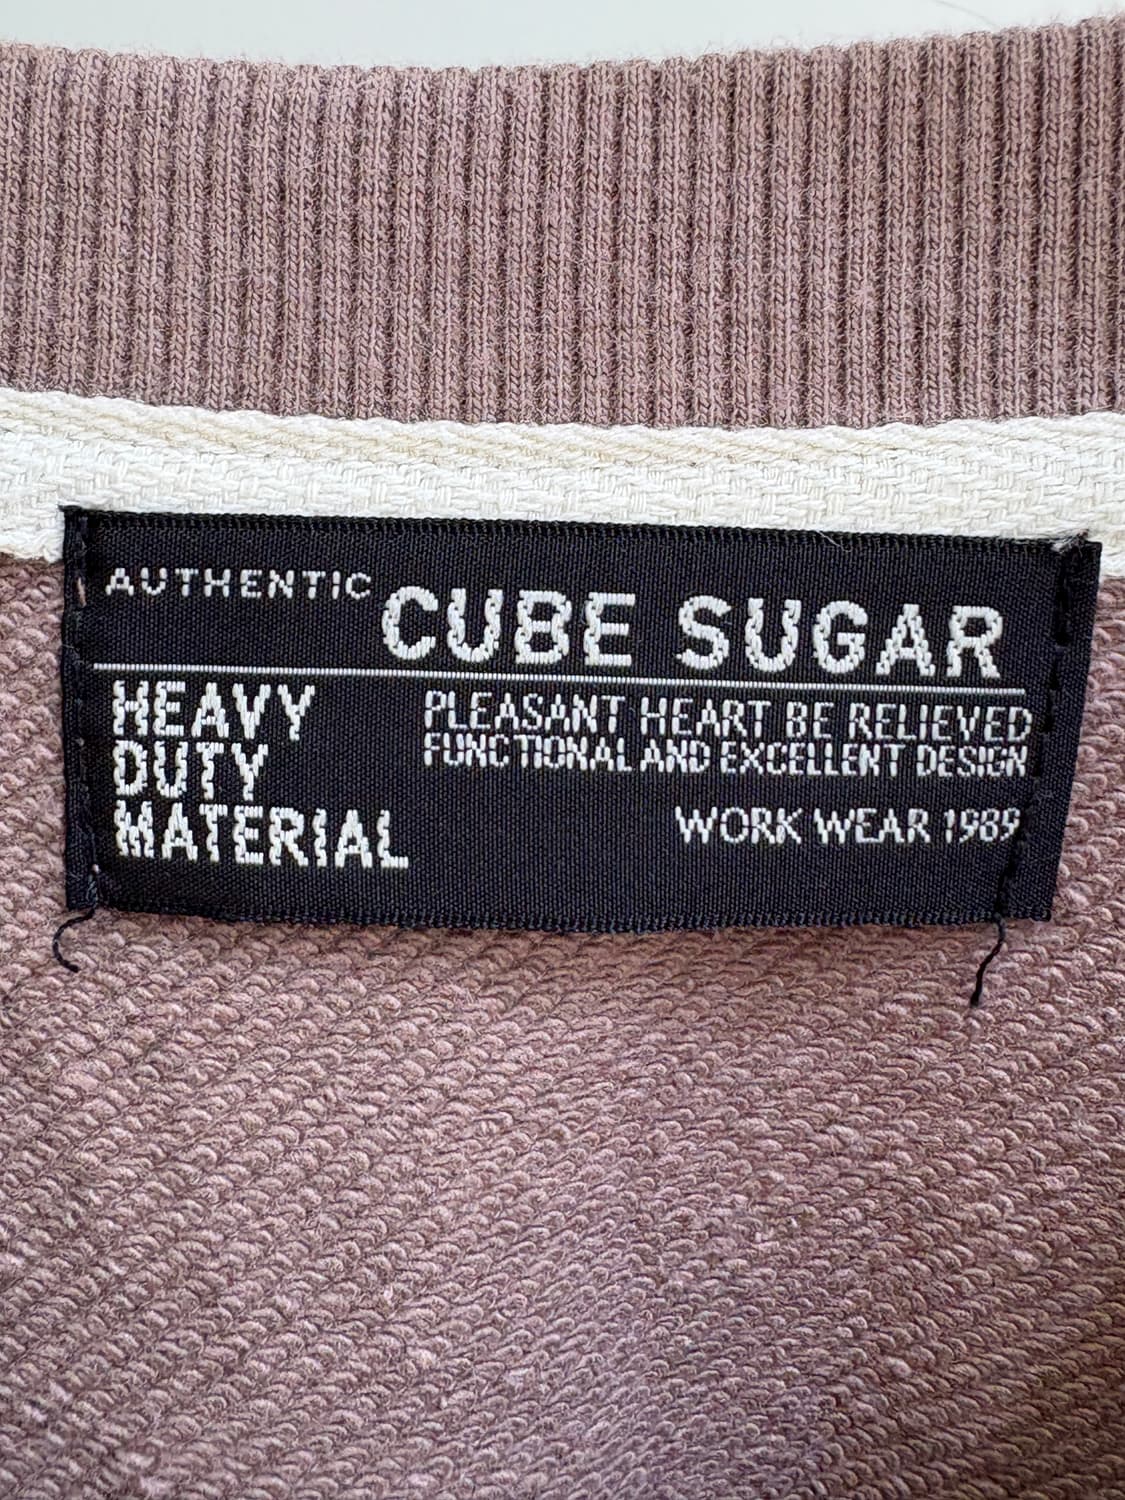 AUTHENTIC CUBE SUGAR
HEAVY
DUTY
MATERIAL
PLEASANT HEART BE RELIEVED
FUNCTIONAL AND EXCELLENT DESIGN
WORK WEAR 1989